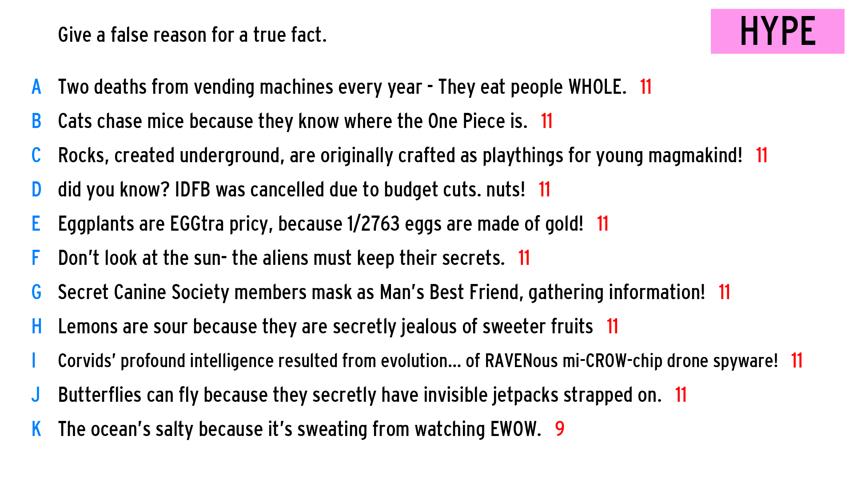 Give a false reason for a true fact.
HYPE
A Two deaths from vending machines every year - They eat people WHOLE. 11
B Cats chase mice because they know where the One Piece is. 11
C Rocks, created underground, are originally crafted as playthings for young magmakind! 11
D did you know? IDFB was cancelled due to budget cuts. nuts! 11
E Eggplants are EGGtra pricy, because 1/2763 eggs are made of gold! 11
F Don't look at the sun- the aliens must keep their secrets. 11
G Secret Canine Society members mask as Man's Best Friend, gathering information! 11
H Lemons are sour because they are secretly jealous of sweeter fruits 11
I Corvids' profound intelligence resulted from evolution... of RAVENous mi-CROW-chip drone spyware! 11
J Butterflies can fly because they secretly have invisible jetpacks strapped on. 11
K The ocean's salty because it's sweating from watching EWOW. 9